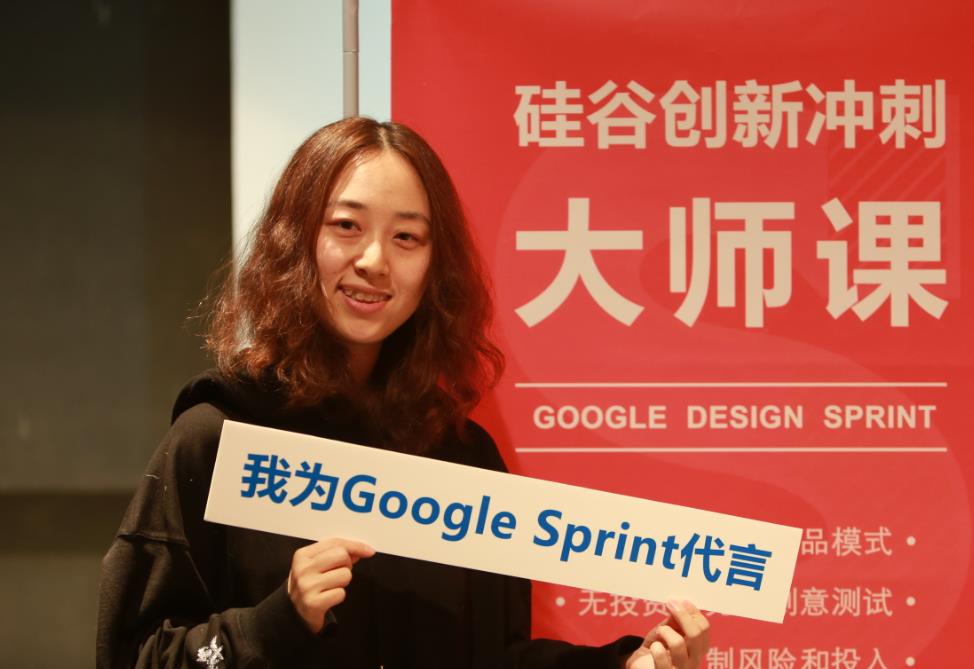 硅谷创新冲刺
大师课
GOOGLE DESIGN SPRINT
我为Google Sprint代言
品模式 •
• 无投资 创意测试 •
制风险和投入 •